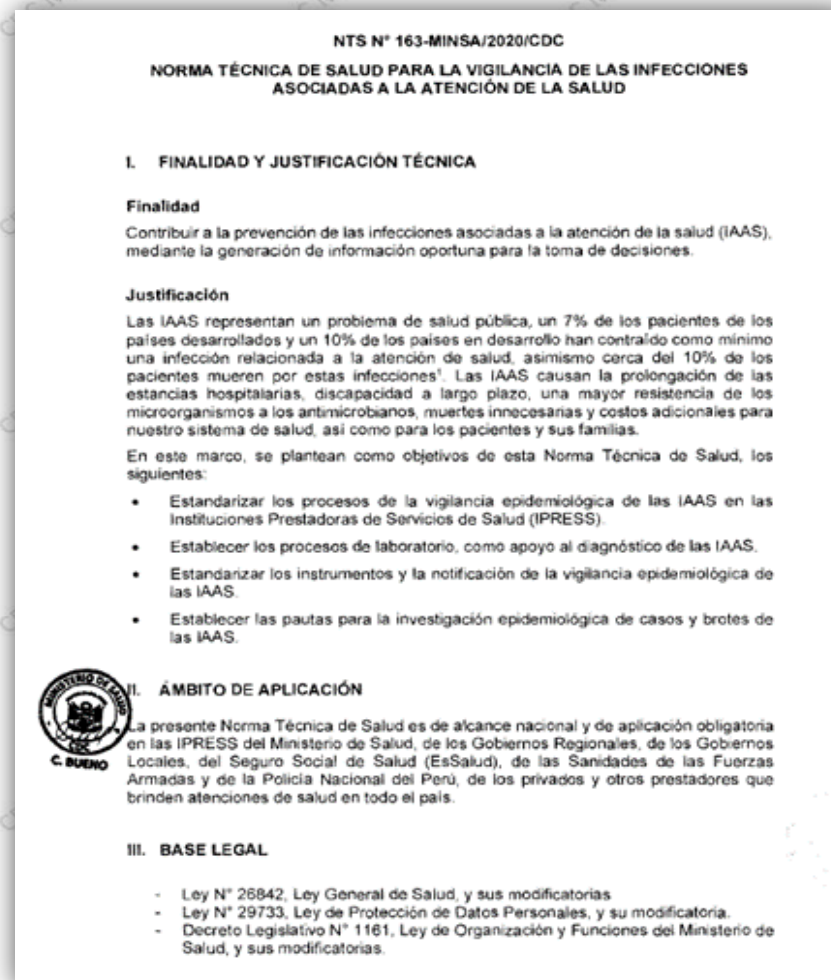 NTS N° 163-MINSA/2020/CDC
NORMA TÉCNICA DE SALUD PARA LA VIGILANCIA DE LAS INFECCIONES
ASOCIADAS A LA ATENCIÓN DE LA SALUD
I. FINALIDAD Y JUSTIFICACIÓN TÉCNICA
Finalidad
Contribuir a la prevención de las infecciones asociadas a la atención de la salud (IAAS),
mediante la generación de información oportuna para la toma de decisiones.
Justificación
Las IAAS representan un problema de salud pública, un 7% de los pacientes de los
países desarrollados y un 10% de los países en desarrollo han contraído como mínimo
una infección relacionada a la atención de salud, asimismo cerca del 10% de los
pacientes mueren por estas infecciones¹. Las IAAS causan la prolongación de las
estancias hospitalarias, discapacidad a largo plazo, una mayor resistencia de los
microorganismos a los antimicrobianos, muertes innecesarias y costos adicionales para
nuestro sistema de salud, así como para los pacientes y sus familias.
En este marco, se plantean como objetivos de esta Norma Técnica de Salud, los
siguientes:
• Estandarizar los procesos de la vigilancia epidemiológica de las IAAS en las
Instituciones Prestadoras de Servicios de Salud (IPRESS).
• Establecer los procesos de laboratorio, como apoyo al diagnóstico de las IAAS.
• Estandarizar los instrumentos y la notificación de la vigilancia epidemiológica de
las IAAS.
• Establecer las pautas para la investigación epidemiológica de casos y brotes de
las IAAS.
MINISTERIO DE SALUD
CDC
C. BUENO
II. ÁMBITO DE APLICACIÓN
La presente Norma Técnica de Salud es de alcance nacional y de aplicación obligatoria
en las IPRESS del Ministerio de Salud, de los Gobiernos Regionales, de los Gobiernos
Locales, del Seguro Social de Salud (EsSalud), de las Sanidades de las Fuerzas
Armadas y de la Policía Nacional del Perú, de los privados y otros prestadores que
brinden atenciones de salud en todo el país.
III. BASE LEGAL
- Ley N° 26842, Ley General de Salud, y sus modificatorias
- Ley N° 29733, Ley de Protección de Datos Personales, y su modificatoria.
- Decreto Legislativo N° 1161, Ley de Organización y Funciones del Ministerio de
Salud, y sus modificatorias.